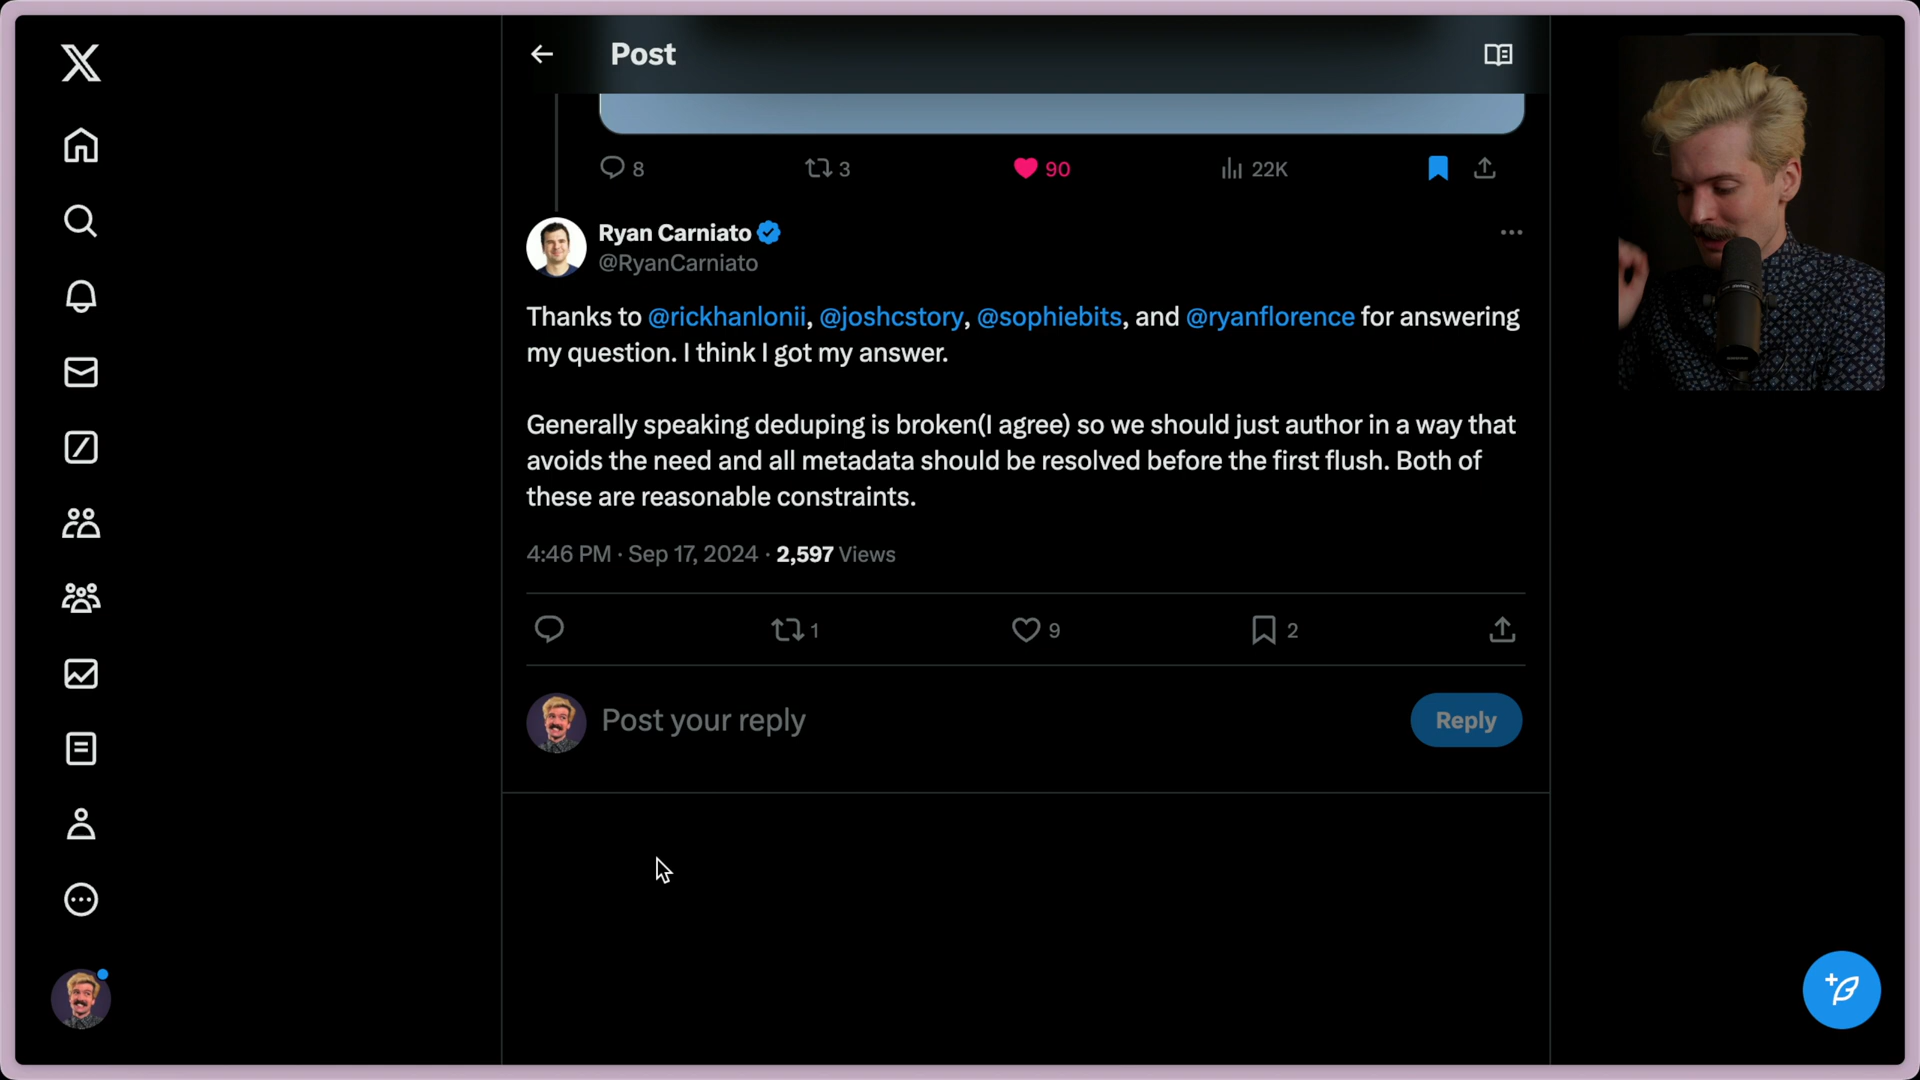 Post
8
3
90
22K
Ryan Carniato
@RyanCarniato
Thanks to @rickhanlonii, @joshcstory, @sophiebits, and @ryanflorence for answering
my question. I think I got my answer.
Generally speaking deduping is broken(I agree) so we should just author in a way that
avoids the need and all metadata should be resolved before the first flush. Both of
these are reasonable constraints.
4:46 PM · Sep 17, 2024 · 2,597 Views
1
9
2
Post your reply
Reply